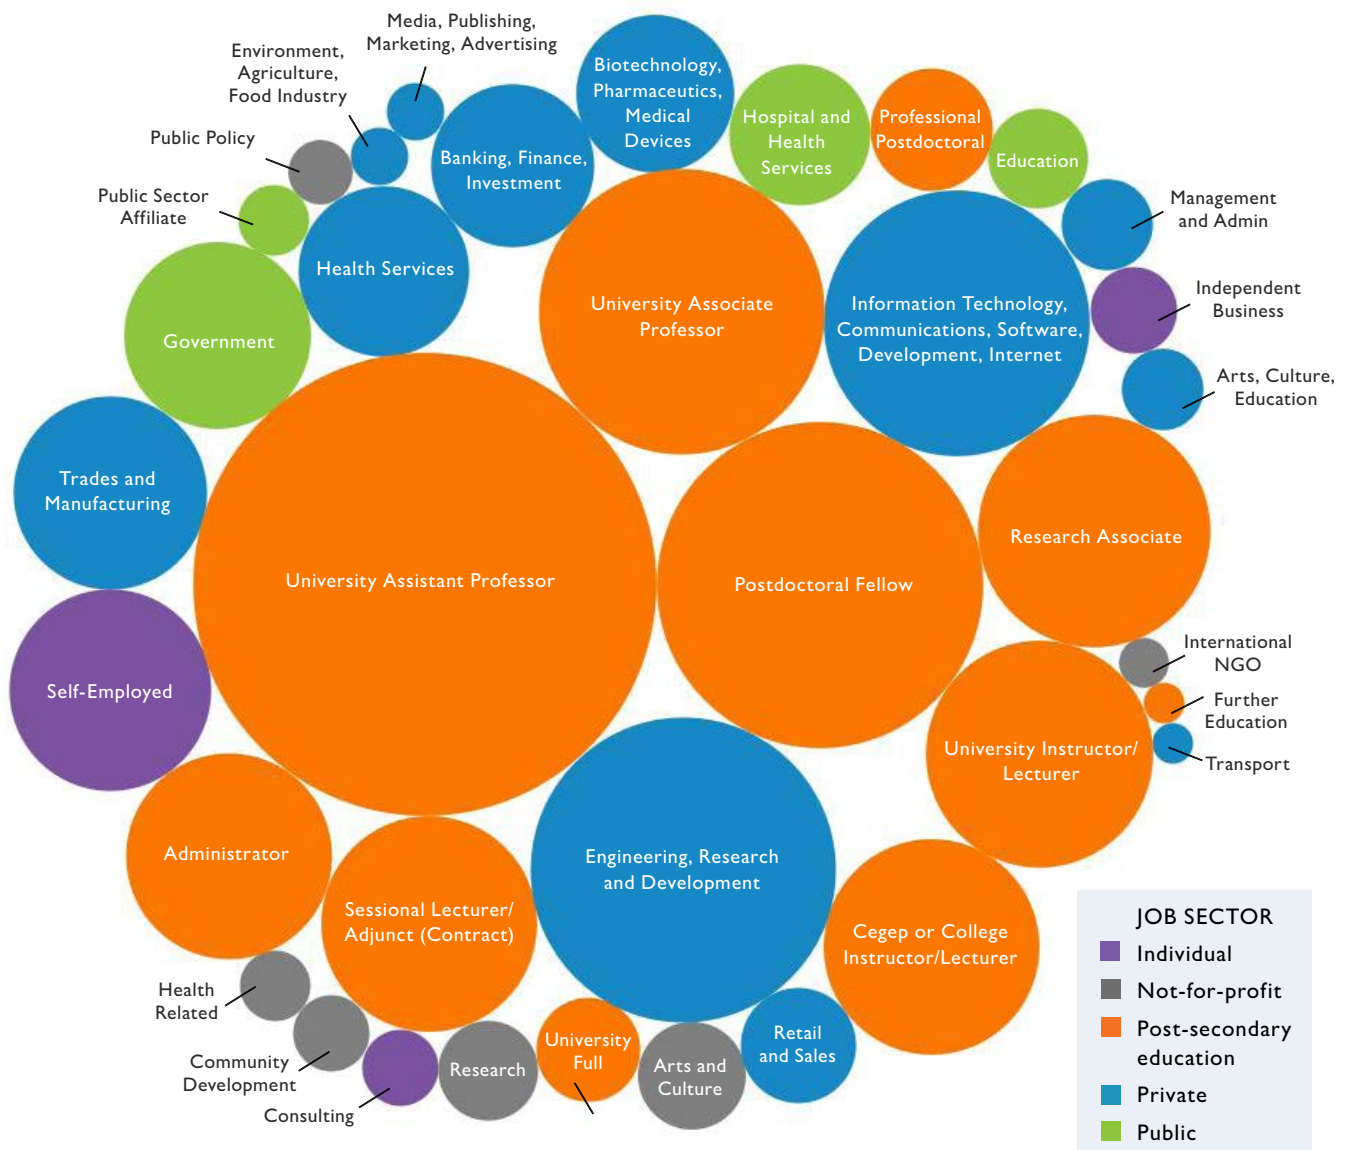 Media, Publishing,
Marketing, Advertising
Environment,
Agriculture,
Food Industry
Public Policy
Public Sector
Affiliate
Banking, Finance,
Investment
Biotechnology,
Pharmaceutics,
Medical
Devices
Hospital and
Health
Services
Professional
Postdoctoral
Education
Management
and Admin
Independent
Business
Arts, Culture,
Education
Health Services
Government
University Associate
Professor
Information Technology,
Communications, Software,
Development, Internet
Trades and
Manufacturing
University Assistant Professor
Postdoctoral Fellow
Research Associate
International
NGO
Further
Education
Transport
Self-Employed
University Instructor/
Lecturer
Administrator
Sessional Lecturer/
Adjunct (Contract)
Engineering, Research
and Development
Cegep or College
Instructor/Lecturer
Health
Related
Community
Development
Consulting
Research
University
Full
Arts and
Culture
Retail
and Sales
JOB SECTOR
Individual
Not-for-profit
Post-secondary
education
Private
Public